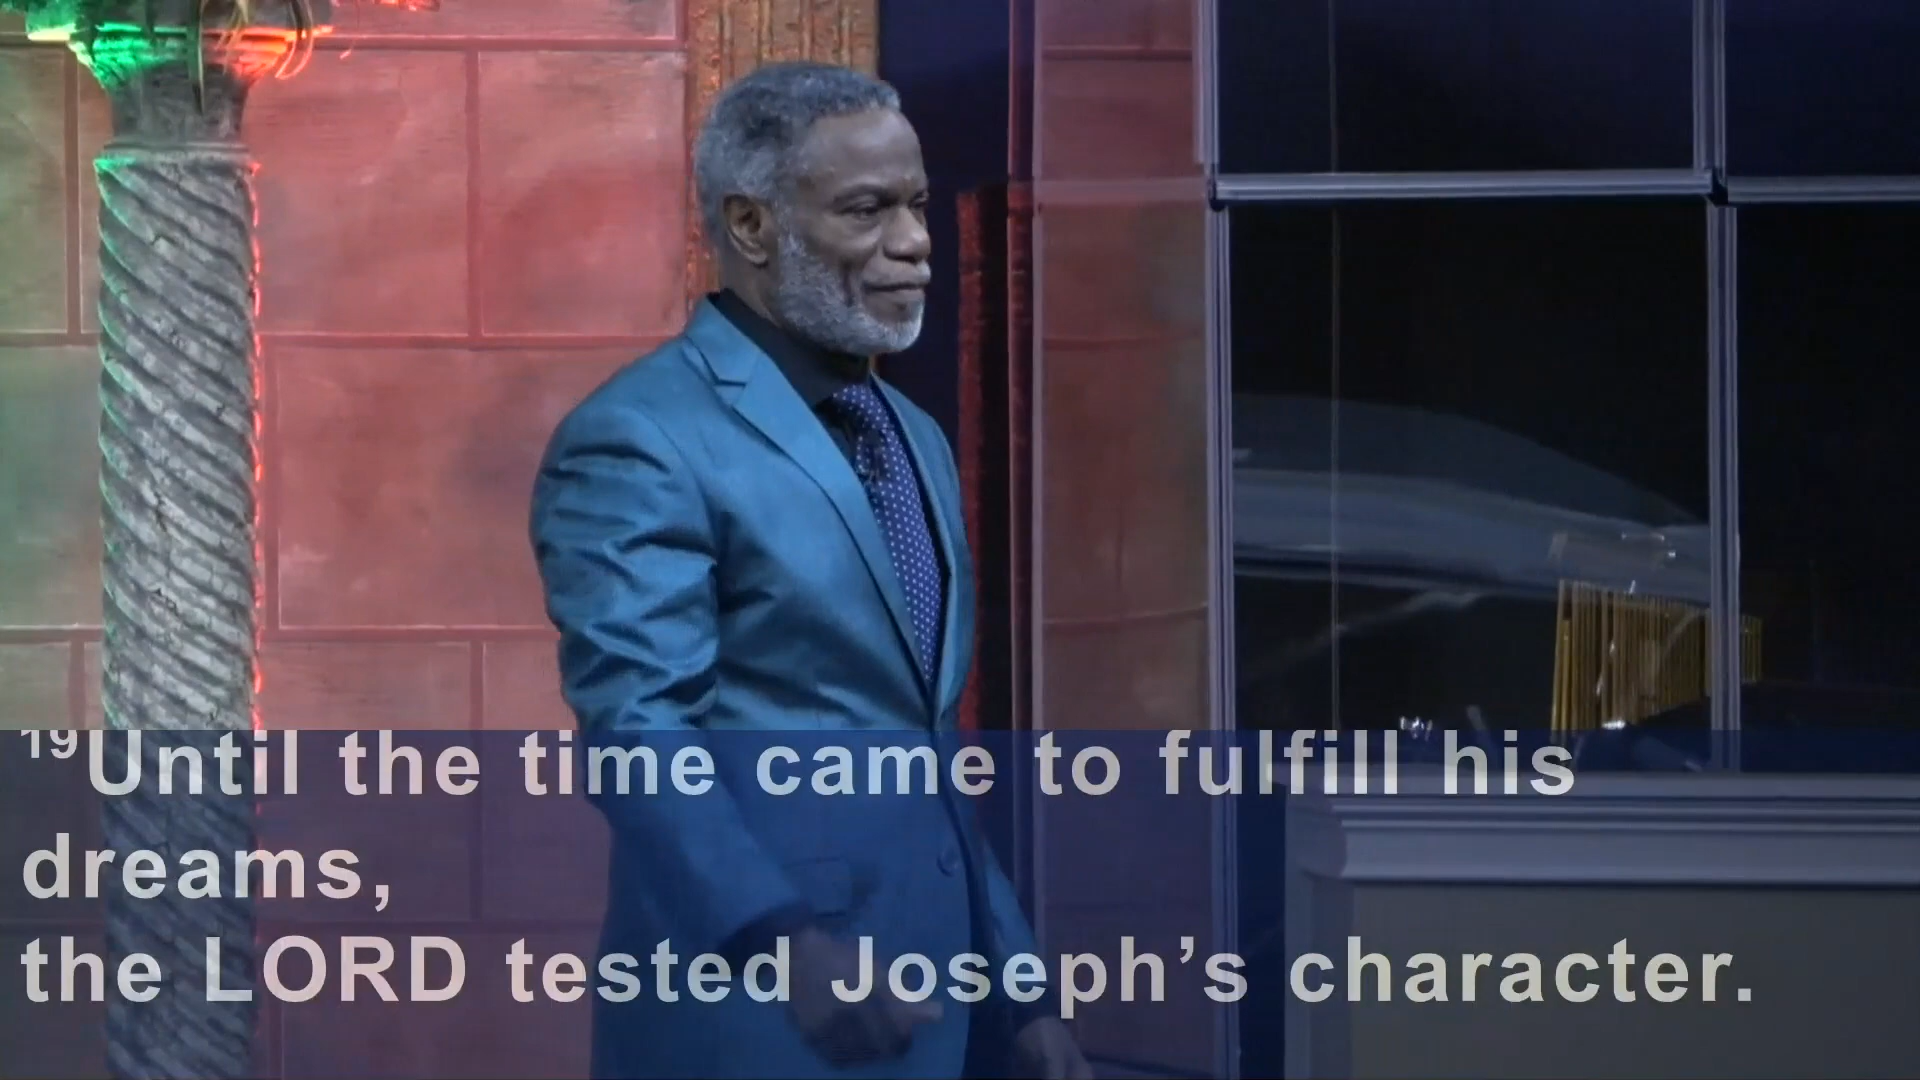 ¹⁹Until the time came to fulfill his
dreams,
the LORD tested Joseph’s character.